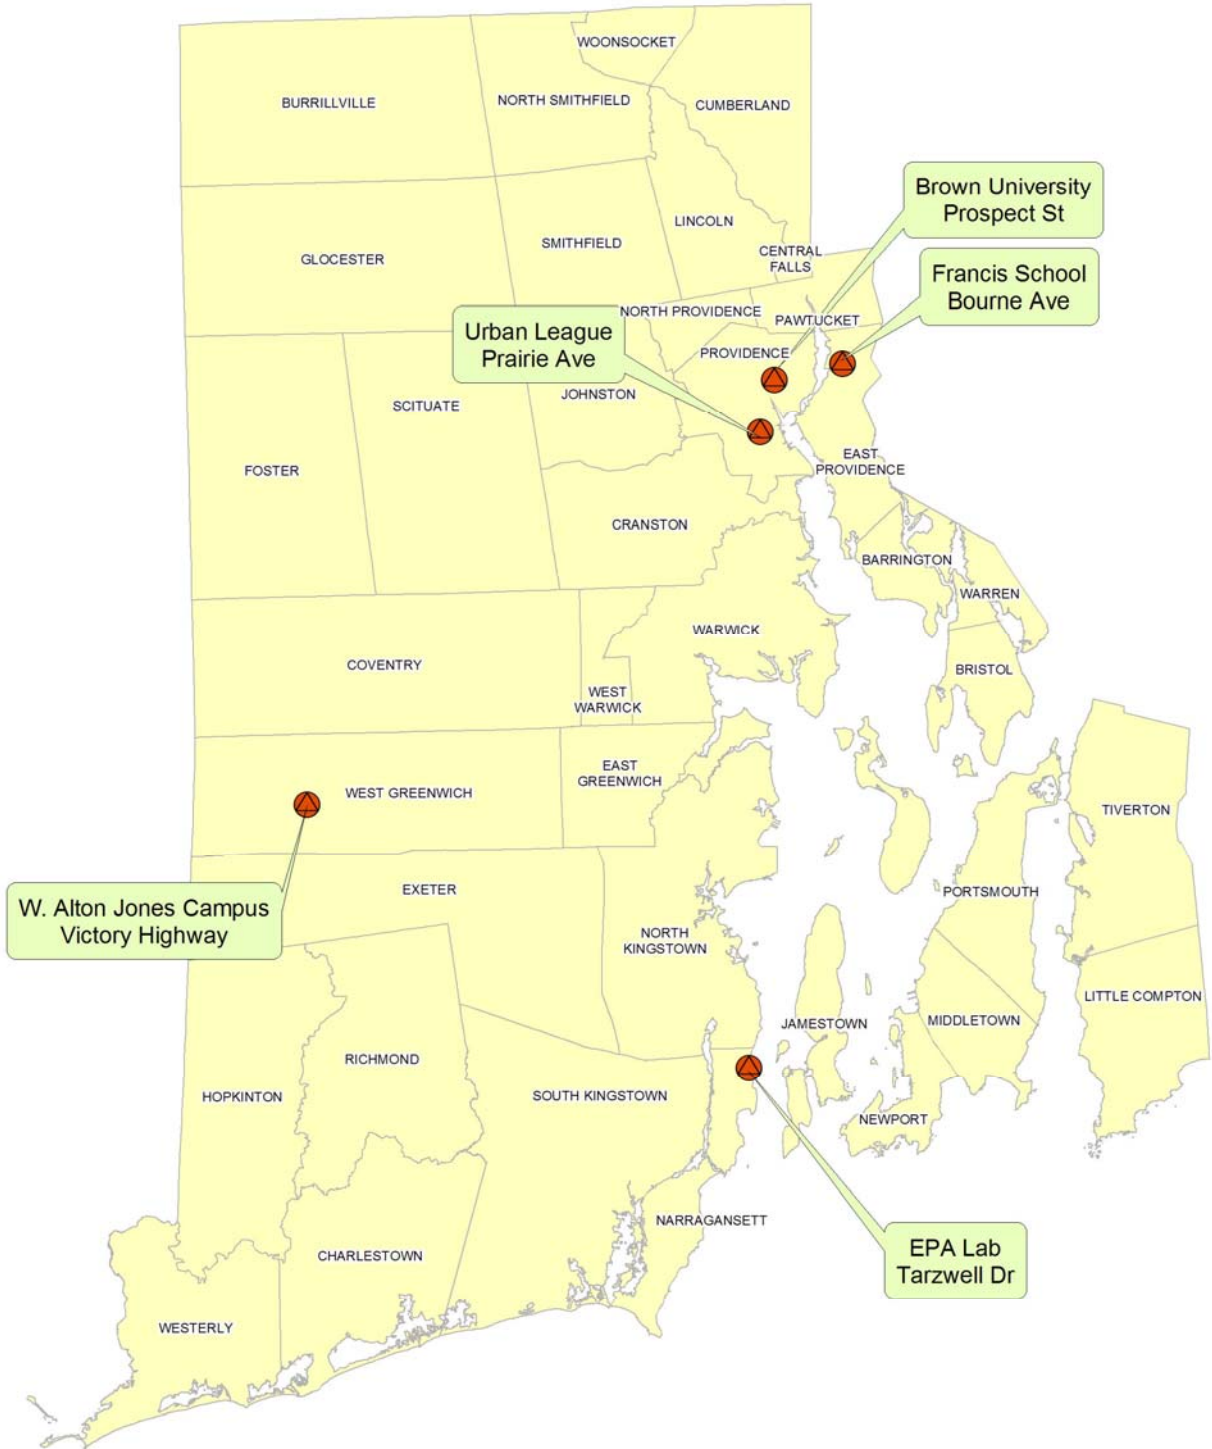 WOONSOCKET
BURRILLVILLE
NORTH SMITHFIELD
CUMBERLAND
Brown University
Prospect St
LINCOLN
SMITHFIELD
GLOCESTER
CENTRAL
FALLS
Francis School
Bourne Ave
NORTH PROVIDENCE
PAWTUCKET
Urban League
Prairie Ave
PROVIDENCE
JOHNSTON
SCITUATE
FOSTER
EAST
PROVIDENCE
CRANSTON
BARRINGTON
WARREN
WARWICK
COVENTRY
BRISTOL
WEST
WARWICK
EAST
GREENWICH
WEST GREENWICH
TIVERTON
EXETER
PORTSMOUTH
W. Alton Jones Campus
Victory Highway
NORTH
KINGSTOWN
LITTLE COMPTON
JAMESTOWN
MIDDLETOWN
RICHMOND
HOPKINTON
SOUTH KINGSTOWN
NEWPORT
NARRAGANSETT
CHARLESTOWN
EPA Lab
Tarzwell Dr
WESTERLY